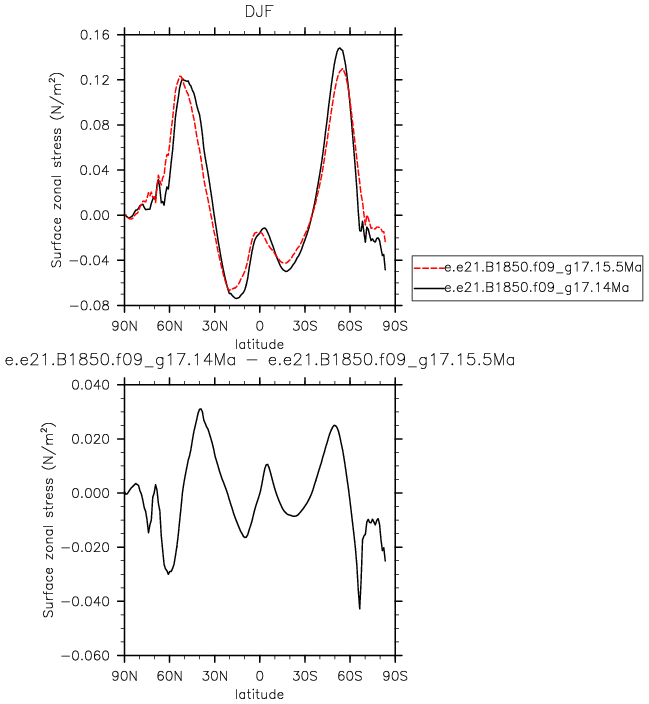 DJF
Surface zonal stress (N/m²)
0.16
0.12
0.08
0.04
0.00
−0.04
−0.08
90N 60N 30N 0 30S 60S 90S
latitude
e.e21.B1850.f09_g17.15.5Ma
e.e21.B1850.f09_g17.14Ma
e.e21.B1850.f09_g17.14Ma − e.e21.B1850.f09_g17.15.5Ma
Surface zonal stress (N/m²)
0.040
0.020
0.000
−0.020
−0.040
−0.060
90N 60N 30N 0 30S 60S 90S
latitude